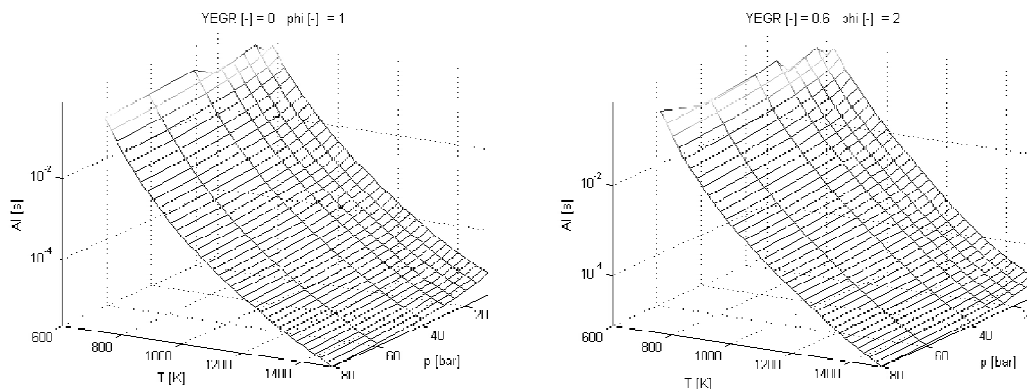 YEGR [-] = 0 phi [-] = 1
10^-2
10^-4
AI [s]
600
800
1000
1200
1400
T [K]
80
60
40
20
p [bar]
YEGR [-] = 0.6 phi [-] = 2
10^-2
10^-4
AI [s]
600
800
1000
1200
1400
T [K]
80
60
40
p [bar]